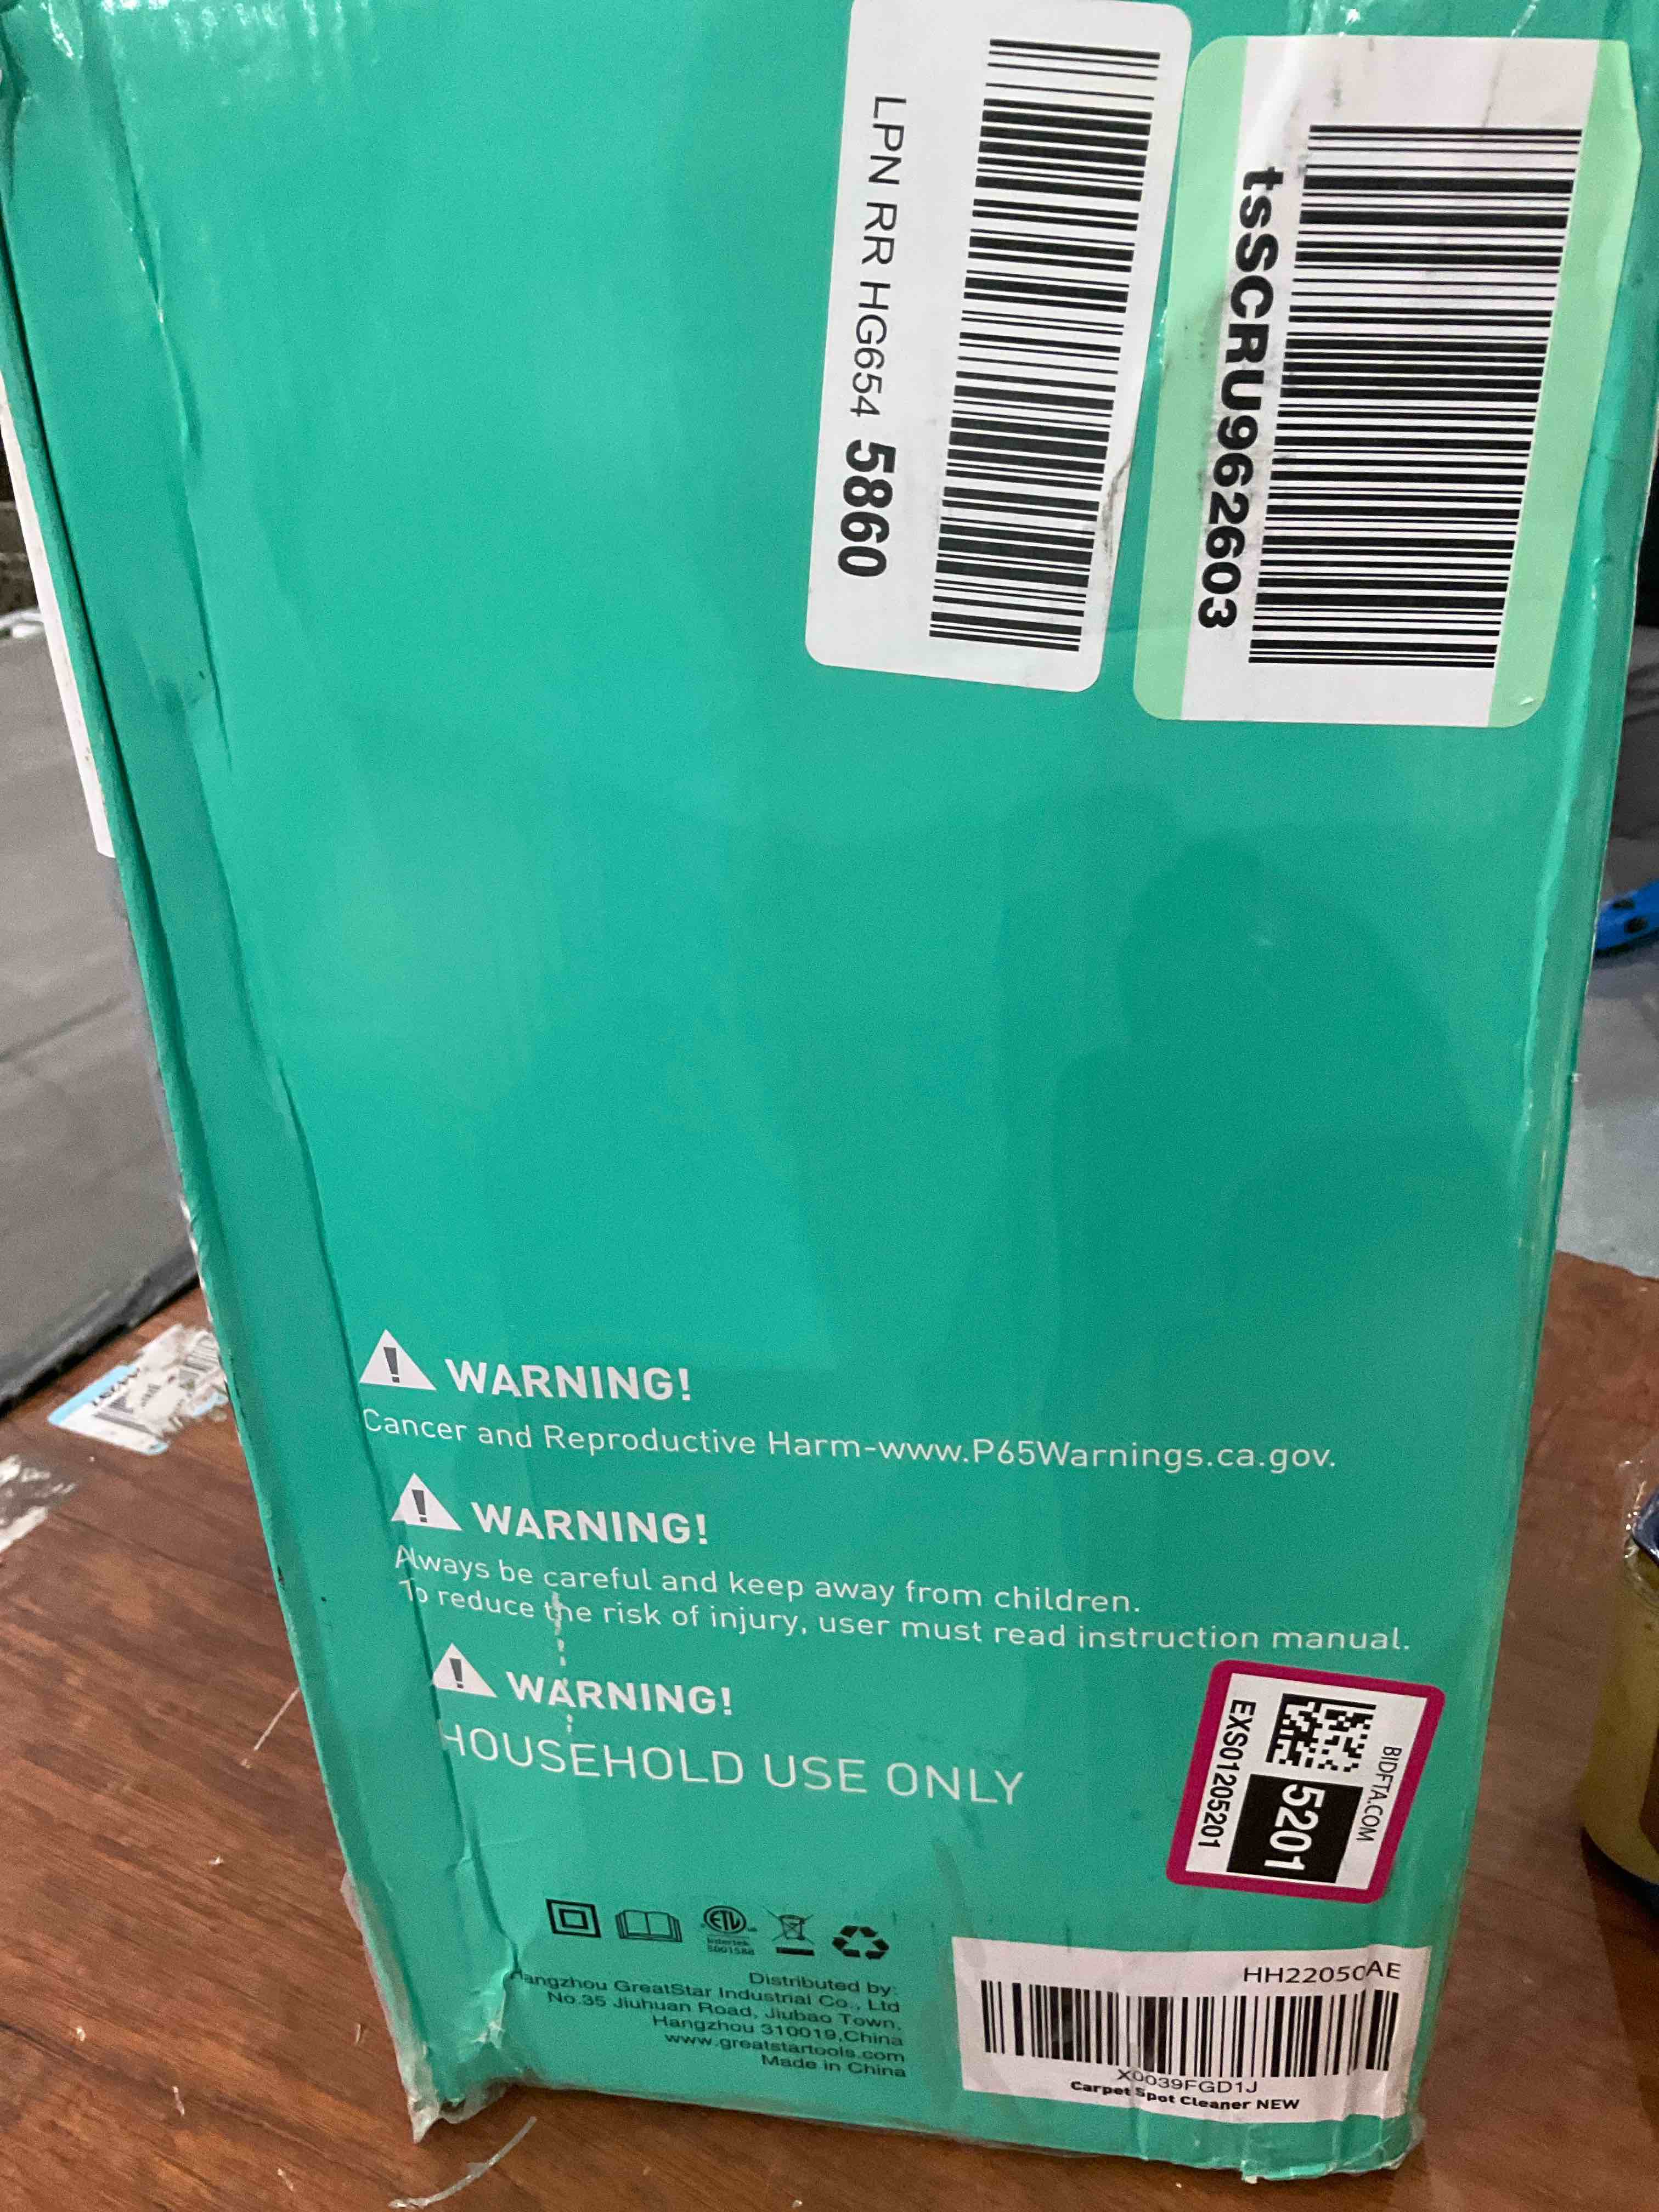 LPN RR HG654 5860
tsSCRU962603
WARNING!
Cancer and Reproductive Harm-www.P65Warnings.ca.gov.
WARNING!
Always be careful and keep away from children.
To reduce the risk of injury, user must read instruction manual.
WARNING!
HOUSEHOLD USE ONLY
BIDFTA.COM
5201
EXS01205201
ETL
Intertek
5001588
Distributed by:
Hangzhou GreatStar Industrial Co., Ltd
No.35 Jiuhuan Road, Jiubao Town,
Hangzhou 310019,China
www.greatstartools.com
Made in China
HH22050AE
X0039FGD1J
Carpet Spot Cleaner NEW